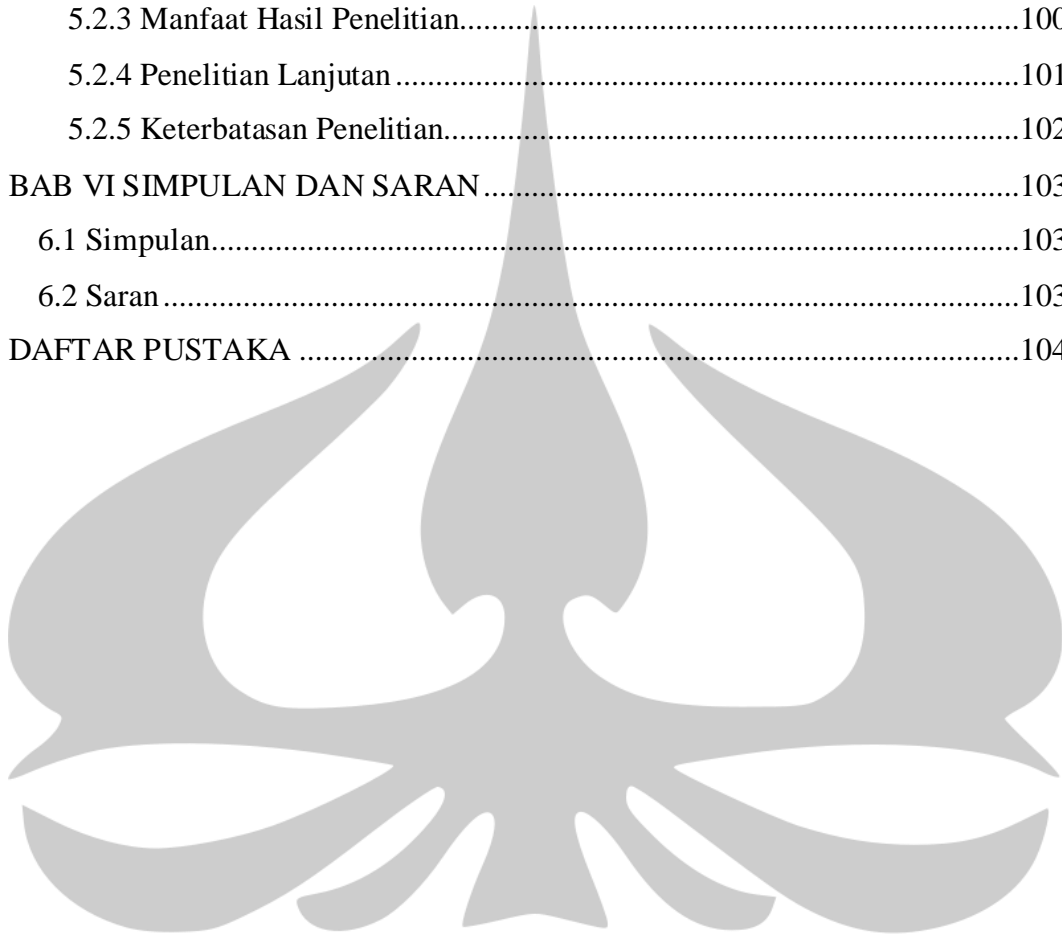 5.2.3 Manfaat Hasil Penelitian.......................................................................100
5.2.4 Penelitian Lanjutan ...............................................................................101
5.2.5 Keterbatasan Penelitian.........................................................................102
BAB VI SIMPULAN DAN SARAN...................................................................103
6.1 Simpulan.....................................................................................................103
6.2 Saran ...........................................................................................................103
DAFTAR PUSTAKA ..........................................................................................104